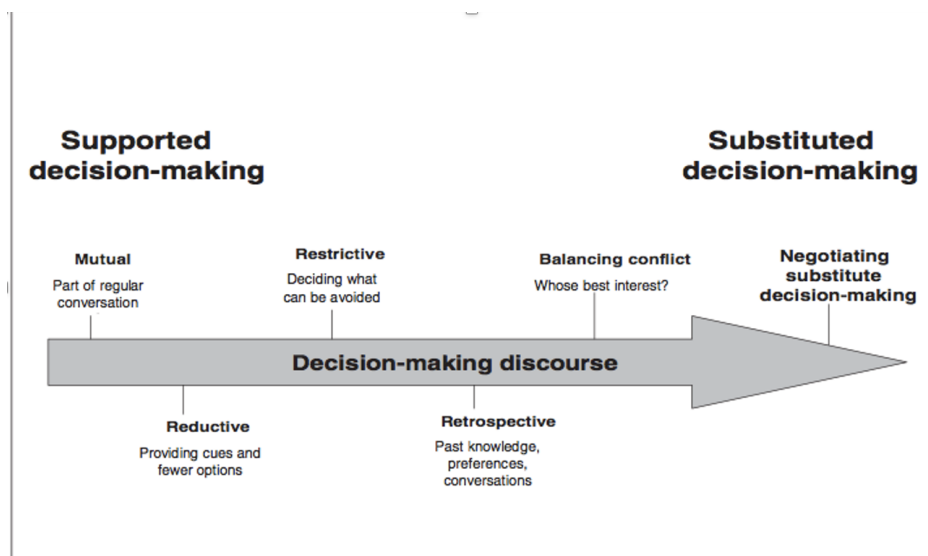 Supported
decision-making
Substituted
decision-making
Mutual
Part of regular
conversation
Restrictive
Deciding what
can be avoided
Balancing conflict
Whose best interest?
Negotiating
substitute
decision-making
Decision-making discourse
Reductive
Providing cues and
fewer options
Retrospective
Past knowledge,
preferences,
conversations